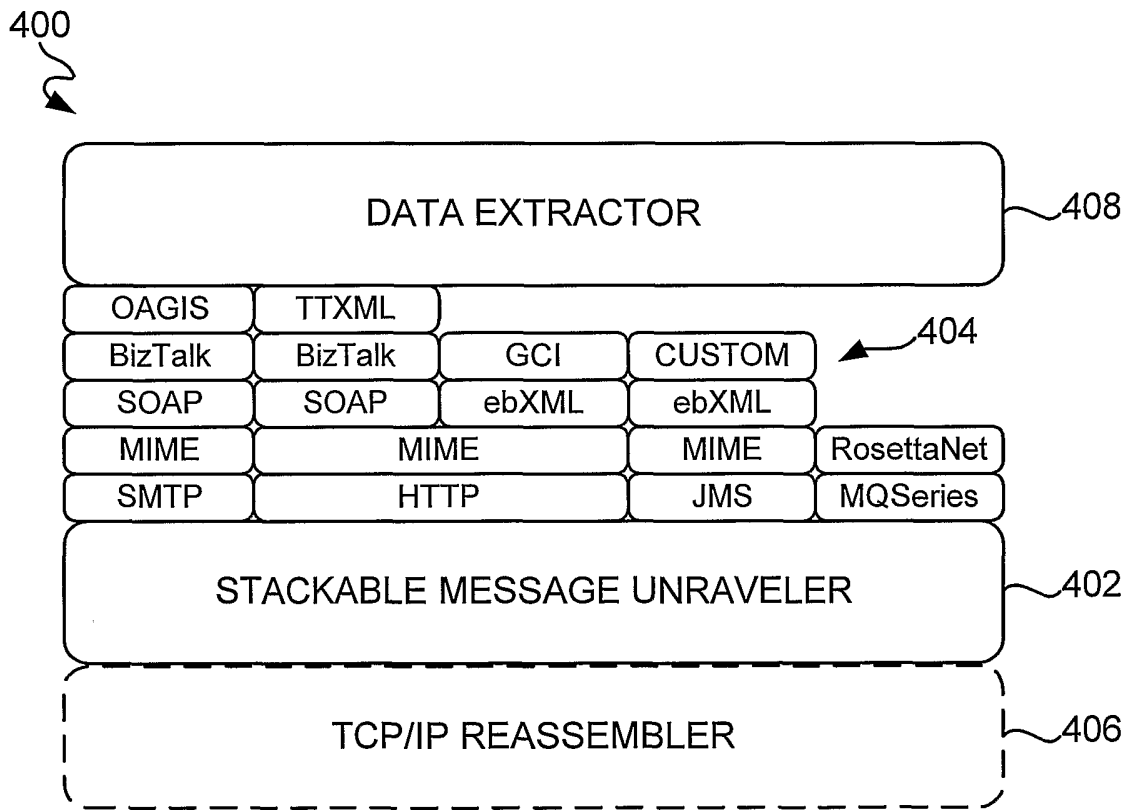 400
DATA EXTRACTOR
408
OAGIS TTXML
BizTalk BizTalk GCI CUSTOM
404
SOAP SOAP ebXML ebXML
MIME MIME MIME RosettaNet
SMTP HTTP JMS MQSeries
STACKABLE MESSAGE UNRAVELER
402
TCP/IP REASSEMBLER
406